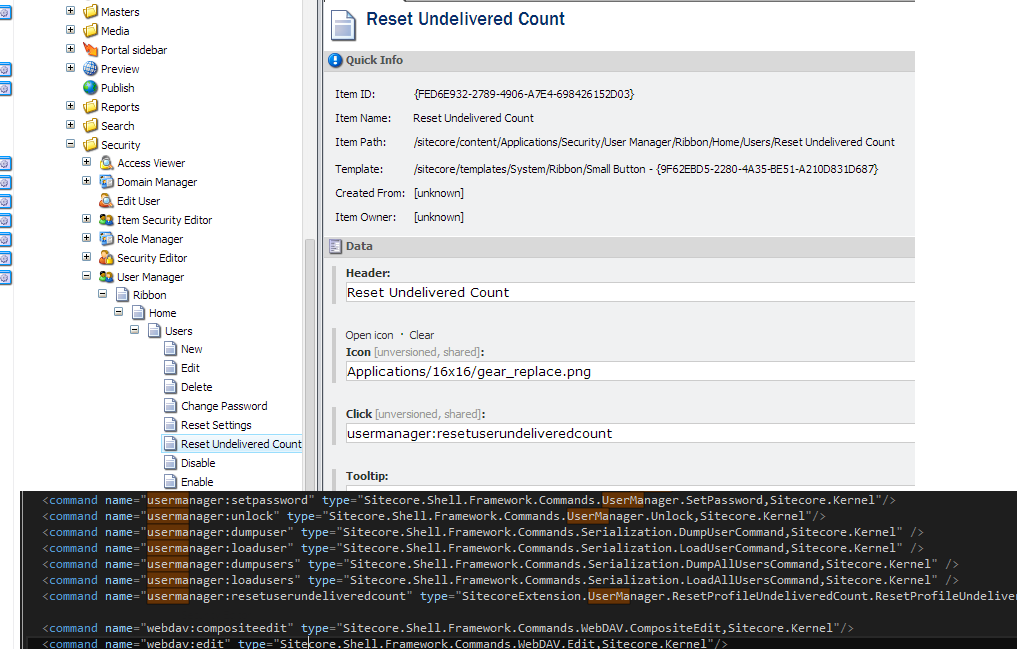 Masters
Media
Portal sidebar
Preview
Publish
Reports
Search
Security
Access Viewer
Domain Manager
Edit User
Item Security Editor
Role Manager
Security Editor
User Manager
Ribbon
Home
Users
New
Edit
Delete
Change Password
Reset Settings
Reset Undelivered Count
Disable
Enable
Reset Undelivered Count
Quick Info
Item ID: {FED6E932-2789-4906-A7E4-698426152D03}
Item Name: Reset Undelivered Count
Item Path: /sitecore/content/Applications/Security/User Manager/Ribbon/Home/Users/Reset Undelivered Count
Template: /sitecore/templates/System/Ribbon/Small Button - {9F62EBD5-2280-4A35-BE51-A210D831D687}
Created From: [unknown]
Item Owner: [unknown]
Data
Header:
Reset Undelivered Count
Open icon · Clear
Icon [unversioned, shared]:
Applications/16x16/gear_replace.png
Click [unversioned, shared]:
usermanager:resetuserundeliveredcount
Tooltip:
<command name="usermanager:setpassword" type="Sitecore.Shell.Framework.Commands.UserManager.SetPassword,Sitecore.Kernel"/>
<command name="usermanager:unlock" type="Sitecore.Shell.Framework.Commands.UserManager.Unlock,Sitecore.Kernel"/>
<command name="usermanager:dumpuser" type="Sitecore.Shell.Framework.Commands.Serialization.DumpUserCommand,Sitecore.Kernel" />
<command name="usermanager:loaduser" type="Sitecore.Shell.Framework.Commands.Serialization.LoadUserCommand,Sitecore.Kernel" />
<command name="usermanager:dumpusers" type="Sitecore.Shell.Framework.Commands.Serialization.DumpAllUsersCommand,Sitecore.Kernel" />
<command name="usermanager:loadusers" type="Sitecore.Shell.Framework.Commands.Serialization.LoadAllUsersCommand,Sitecore.Kernel" />
<command name="usermanager:resetuserundeliveredcount" type="SitecoreExtension.UserManager.ResetProfileUndeliveredCount.ResetProfileUndeliver
<command name="webdav:compositeedit" type="Sitecore.Shell.Framework.Commands.WebDAV.CompositeEdit,Sitecore.Kernel"/>
<command name="webdav:edit" type="Sitecore.Shell.Framework.Commands.WebDAV.Edit,Sitecore.Kernel"/>